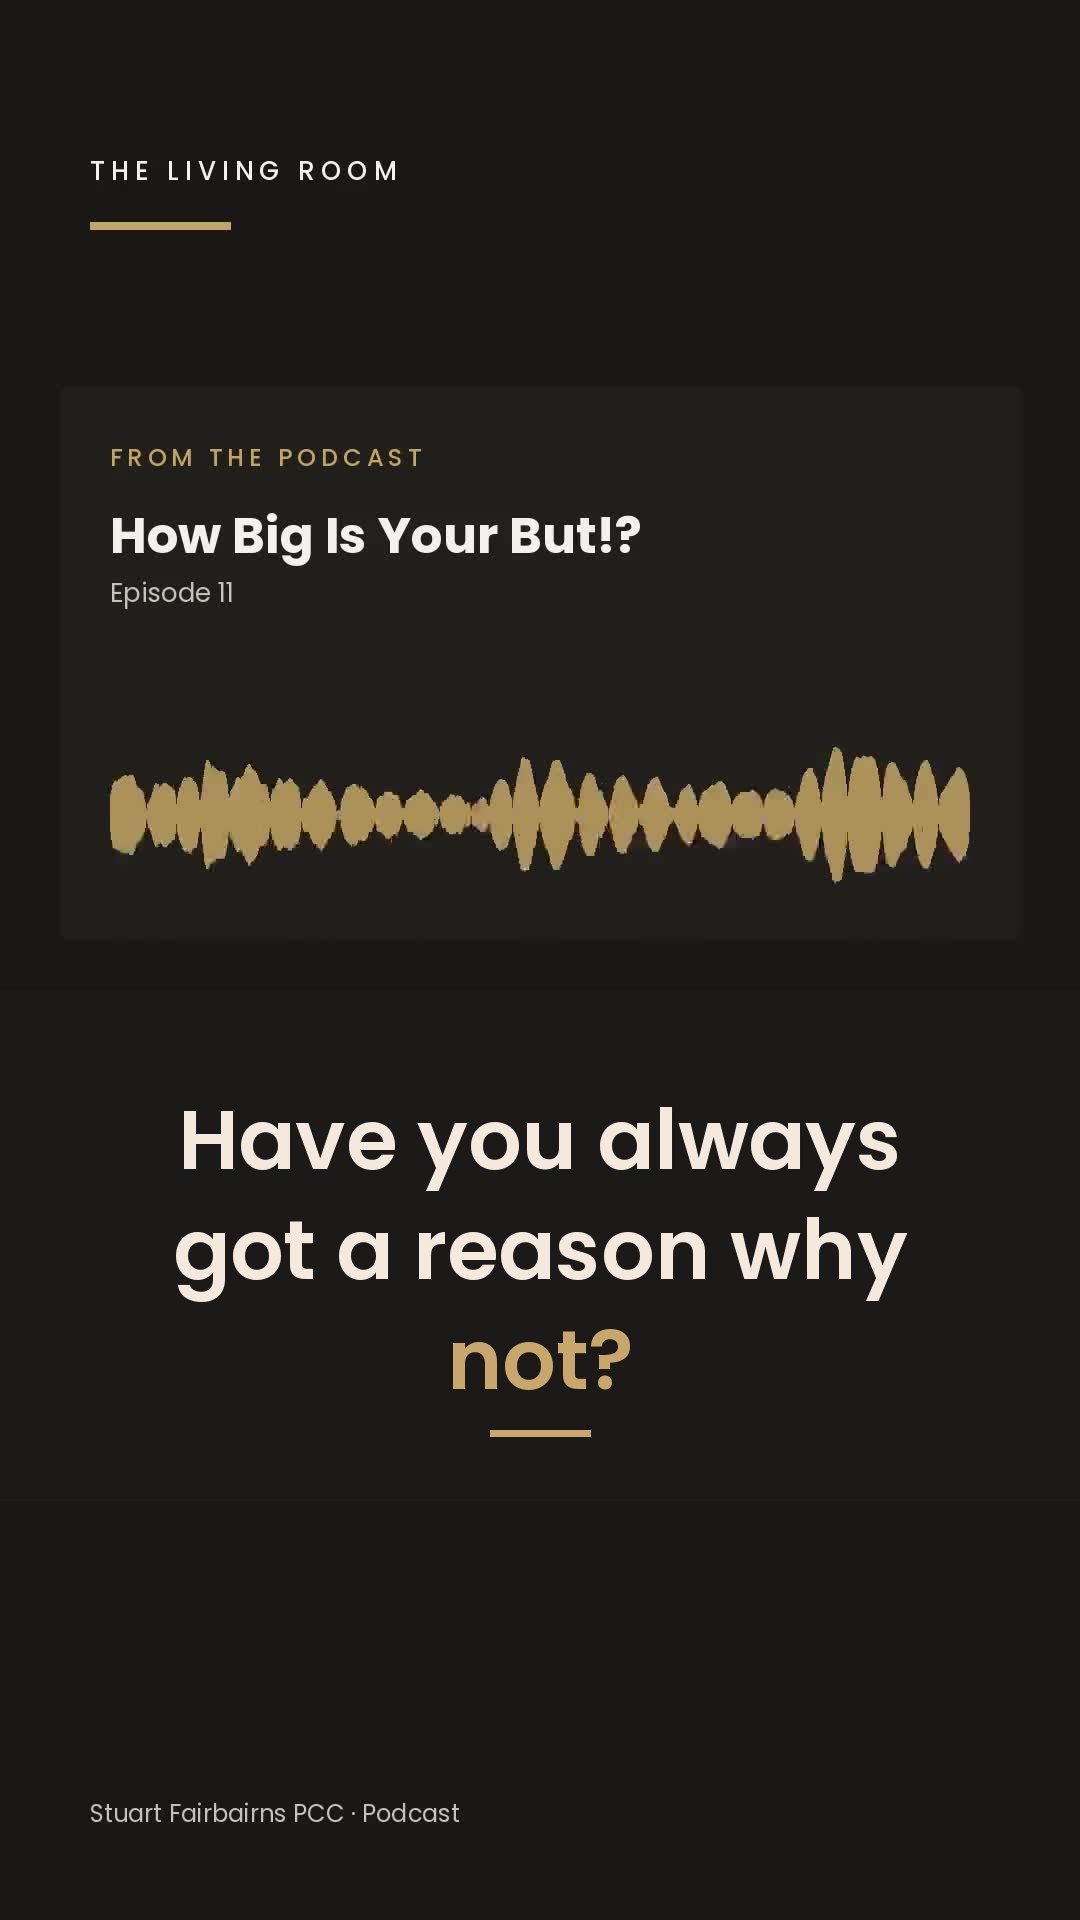 THE LIVING ROOM
FROM THE PODCAST
How Big Is Your But!?
Episode 11
Have you always
got a reason why
not?
Stuart Fairbairns PCC · Podcast